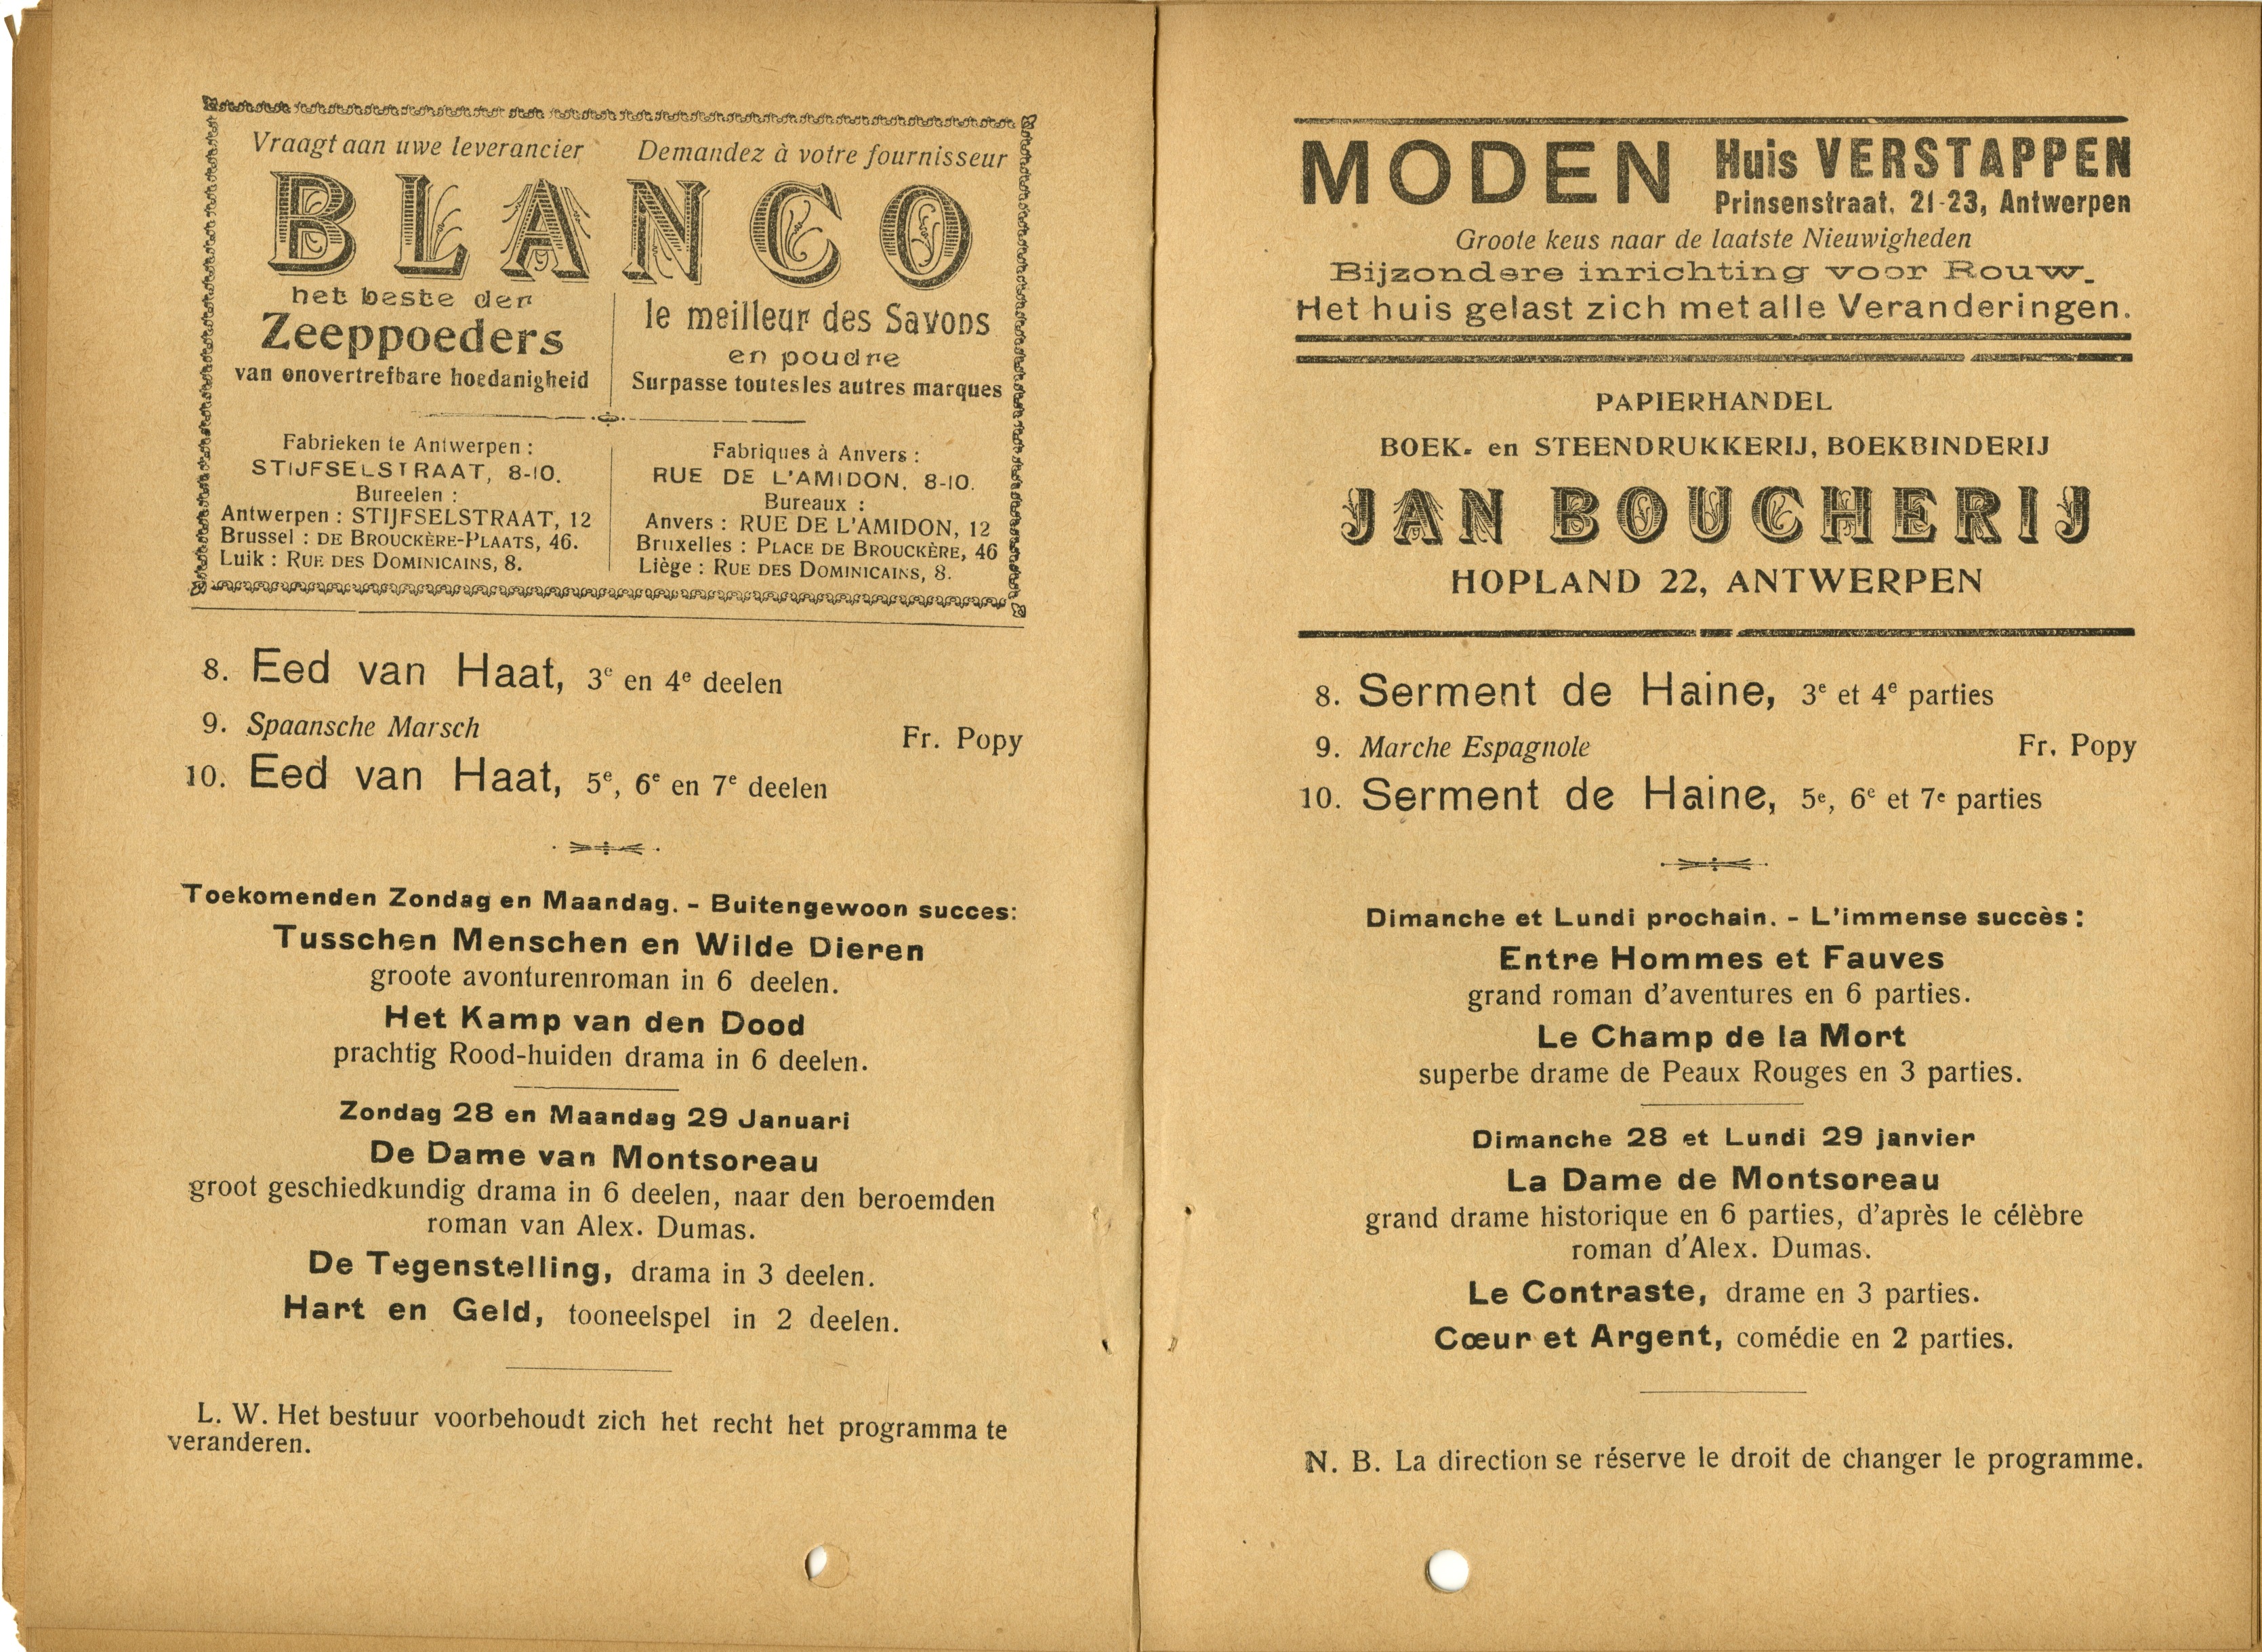 Vraagt aan uwe leverancier
Demandez à votre fournisseur
BLANCO
het beste der
Zeeppoeders
van onovertrefbare hoedanigheid
le meilleur des Savons
en poudre
Surpasse toutes les autres marques
Fabrieken te Antwerpen :
STIJFSELSTRAAT, 8-10.
Bureelen :
Antwerpen : STIJFSELSTRAAT, 12
Brussel : DE BROUCKÈRE-PLAATS, 46.
Luik : RUE DES DOMINICAINS, 8.
Fabriques à Anvers :
RUE DE L'AMIDON. 8-10.
Bureaux :
Anvers : RUE DE L'AMIDON, 12
Bruxelles : PLACE DE BROUCKÈRE, 46
Liège : RUE DES DOMINICAINS, 8.
8. Eed van Haat, 3e en 4e deelen
9. Spaansche Marsch Fr. Popy
10. Eed van Haat, 5e, 6e en 7e deelen
Toekomenden Zondag en Maandag. - Buitengewoon succes:
Tusschen Menschen en Wilde Dieren
groote avonturenroman in 6 deelen.
Het Kamp van den Dood
prachtig Rood-huiden drama in 6 deelen.
Zondag 28 en Maandag 29 Januari
De Dame van Montsoreau
groot geschiedkundig drama in 6 deelen, naar den beroemden
roman van Alex. Dumas.
De Tegenstelling, drama in 3 deelen.
Hart en Geld, tooneelspel in 2 deelen.
L. W. Het bestuur voorbehoudt zich het recht het programma te
veranderen.
MODEN
Huis VERSTAPPEN
Prinsenstraat. 21-23, Antwerpen
Groote keus naar de laatste Nieuwigheden
Bijzondere inrichting voor Rouw.
Het huis gelast zich met alle Veranderingen.
PAPIERHANDEL
BOEK- en STEENDRUKKERIJ, BOEKBINDERIJ
JAN BOUCHERIJ
HOPLAND 22, ANTWERPEN
8. Serment de Haine, 3e et 4e parties
9. Marche Espagnole Fr. Popy
10. Serment de Haine, 5e, 6e et 7e parties
Dimanche et Lundi prochain. - L'immense succès :
Entre Hommes et Fauves
grand roman d'aventures en 6 parties.
Le Champ de la Mort
superbe drame de Peaux Rouges en 3 parties.
Dimanche 28 et Lundi 29 janvier
La Dame de Montsoreau
grand drame historique en 6 parties, d'après le célèbre
roman d'Alex. Dumas.
Le Contraste, drame en 3 parties.
Cœur et Argent, comédie en 2 parties.
N. B. La direction se réserve le droit de changer le programme.